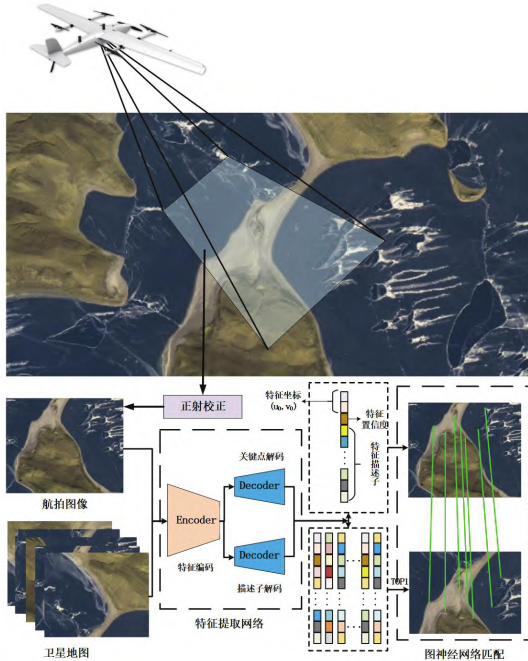 特征坐标
(u₀, v₀)
特征
置信度
特征描述子
正射校正
航拍图像
关键点解码
Decoder
Encoder
特征编码
Decoder
描述子解码
TOP1
卫星地图
特征提取网络
图神经网络匹配